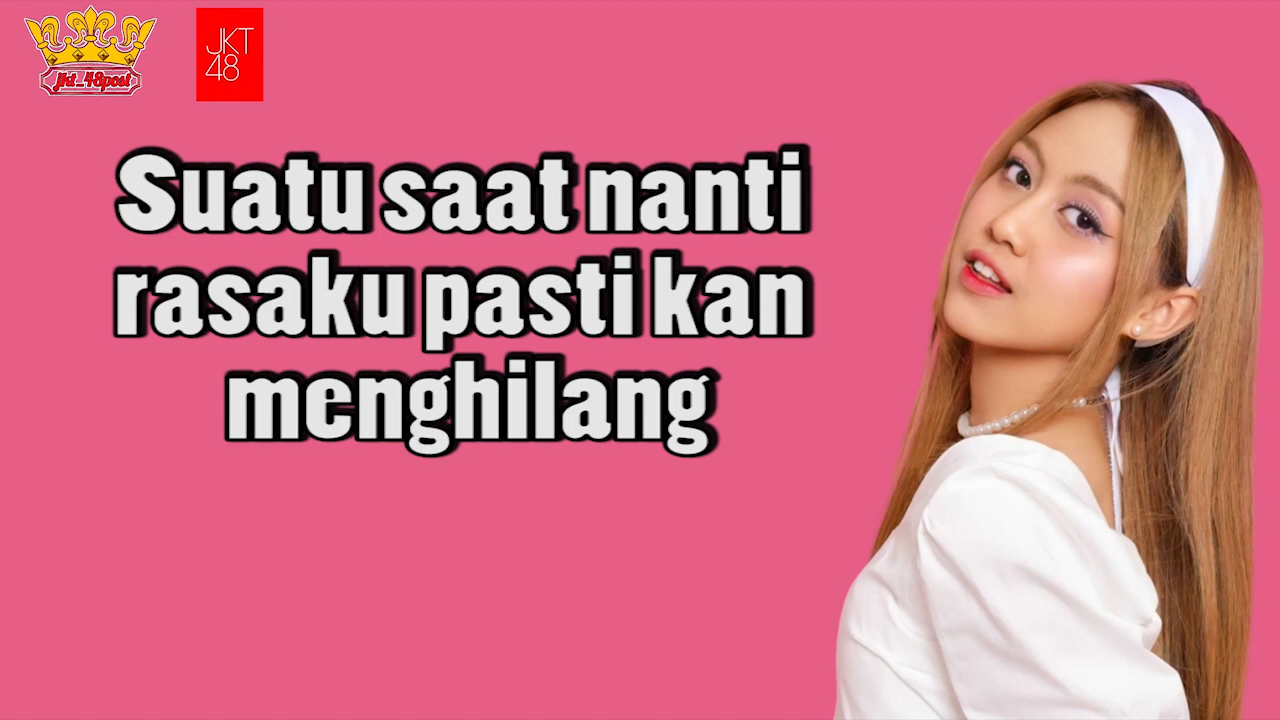 jkt_48post
JKT
48
Suatu saat nanti
rasaku pasti kan
menghilang